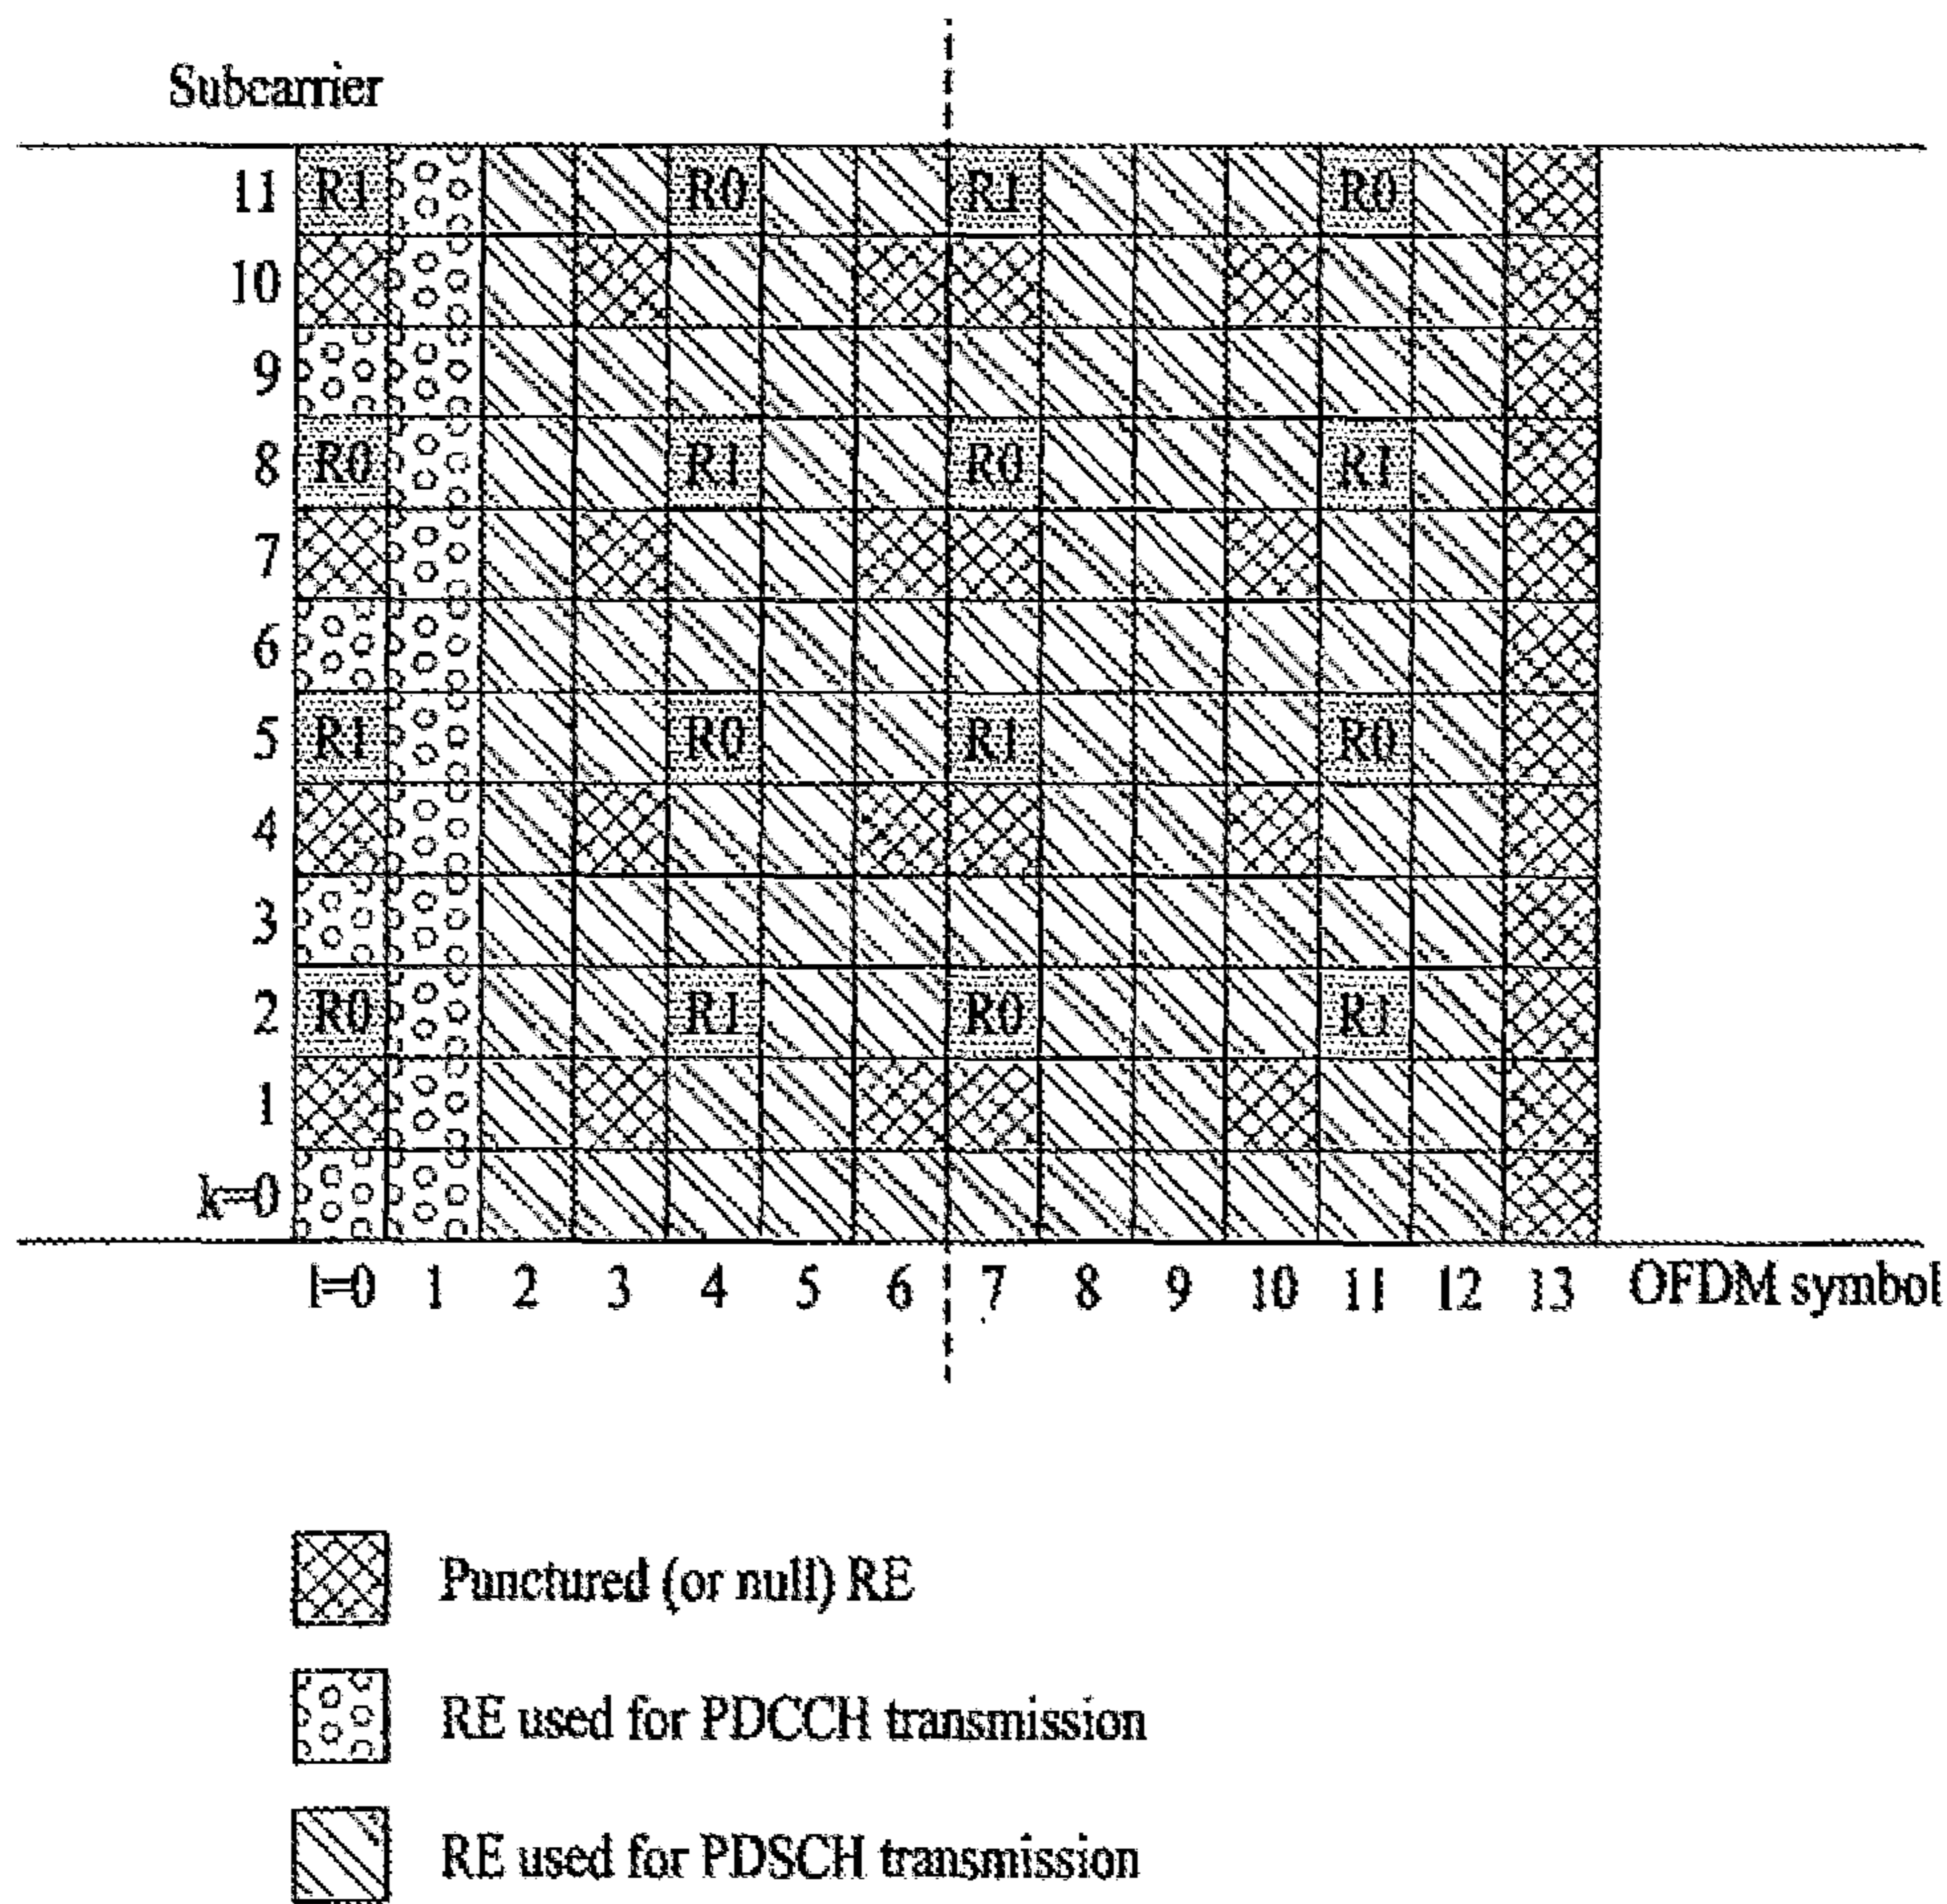 Subcarrier
11 R1 R0 R1 R0
10
9
8 R0 R1 R0 R1
7
6
5 R1 R0 R1 R0
4
3
2 R0 R1 R0 R1
1
k=0
l=0 1 2 3 4 5 6 7 8 9 10 11 12 13 OFDM symbol
Punctured (or null) RE
RE used for PDCCH transmission
RE used for PDSCH transmission